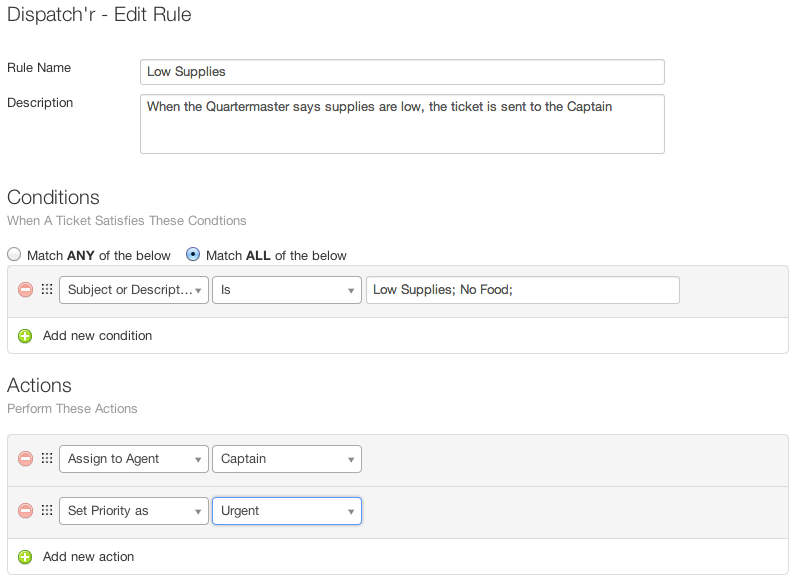 Dispatch'r - Edit Rule
Rule Name
Low Supplies
Description
When the Quartermaster says supplies are low, the ticket is sent to the Captain
Conditions
When A Ticket Satisfies These Condtions
Match ANY of the below Match ALL of the below
Subject or Descript... Is Low Supplies; No Food;
Add new condition
Actions
Perform These Actions
Assign to Agent Captain
Set Priority as Urgent
Add new action